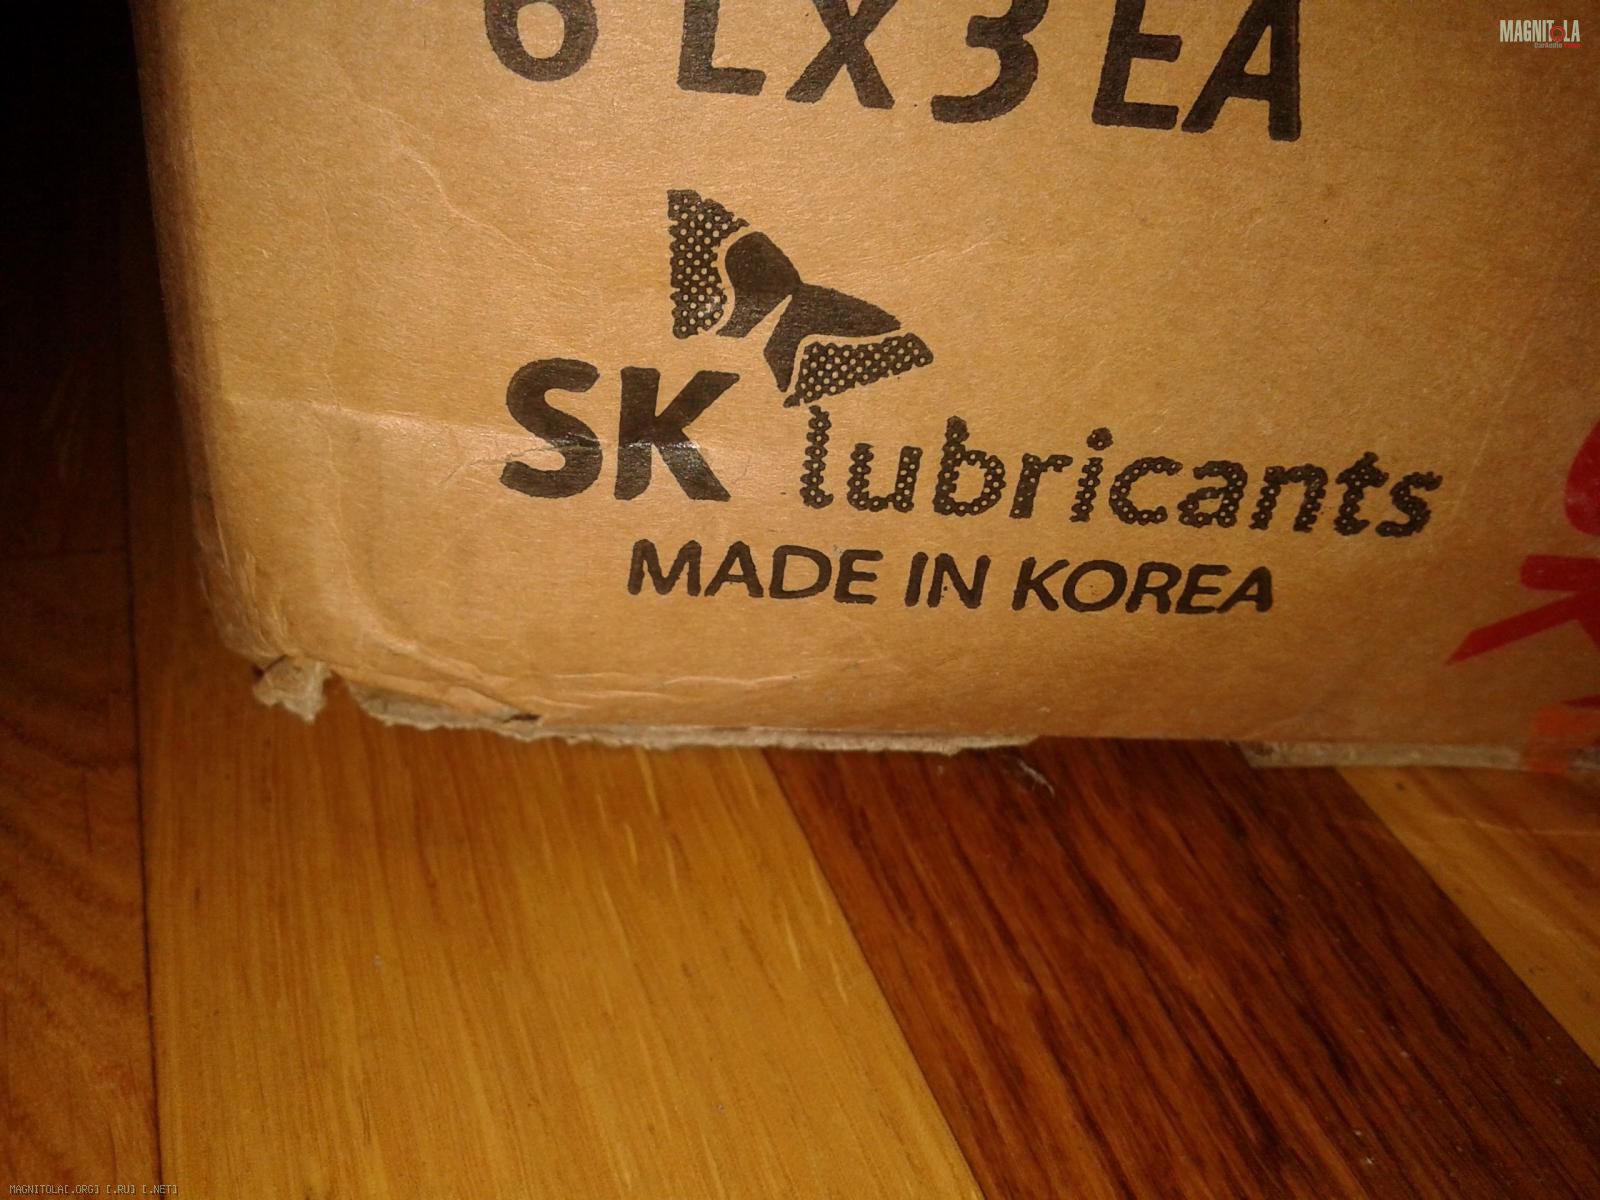 MAGNITOLA
6 L X 3 EA
SK lubricants
MADE IN KOREA
MAGNITOLA[.ORG] [.RU] [.NET]